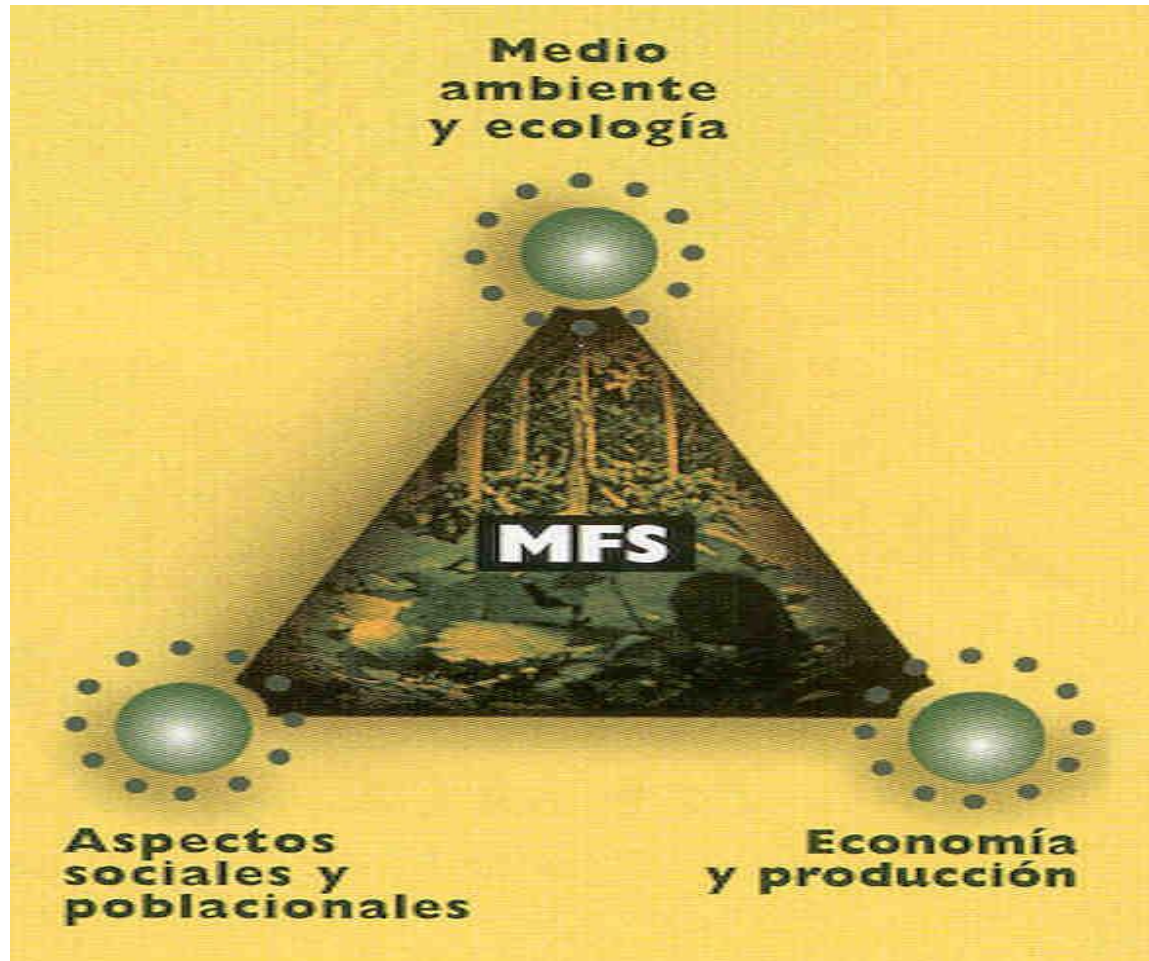 Medio
ambiente
y ecología
MFS
Aspectos
sociales y
poblacionales
Economía
y producción